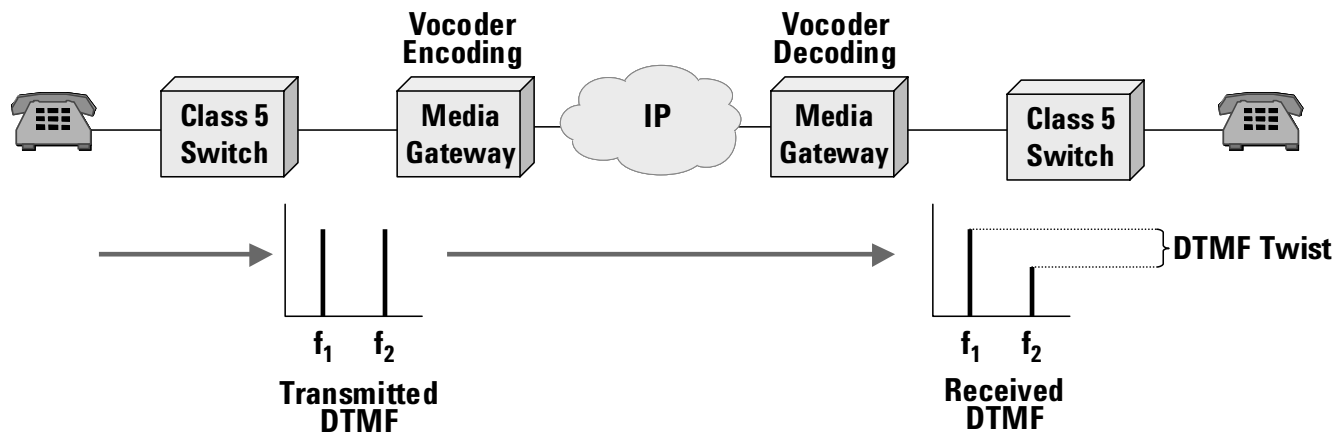 Vocoder
Encoding
Vocoder
Decoding
Class 5
Switch
Media
Gateway
IP
Media
Gateway
Class 5
Switch
DTMF Twist
f₁
f₂
f₁
f₂
Transmitted
DTMF
Received
DTMF